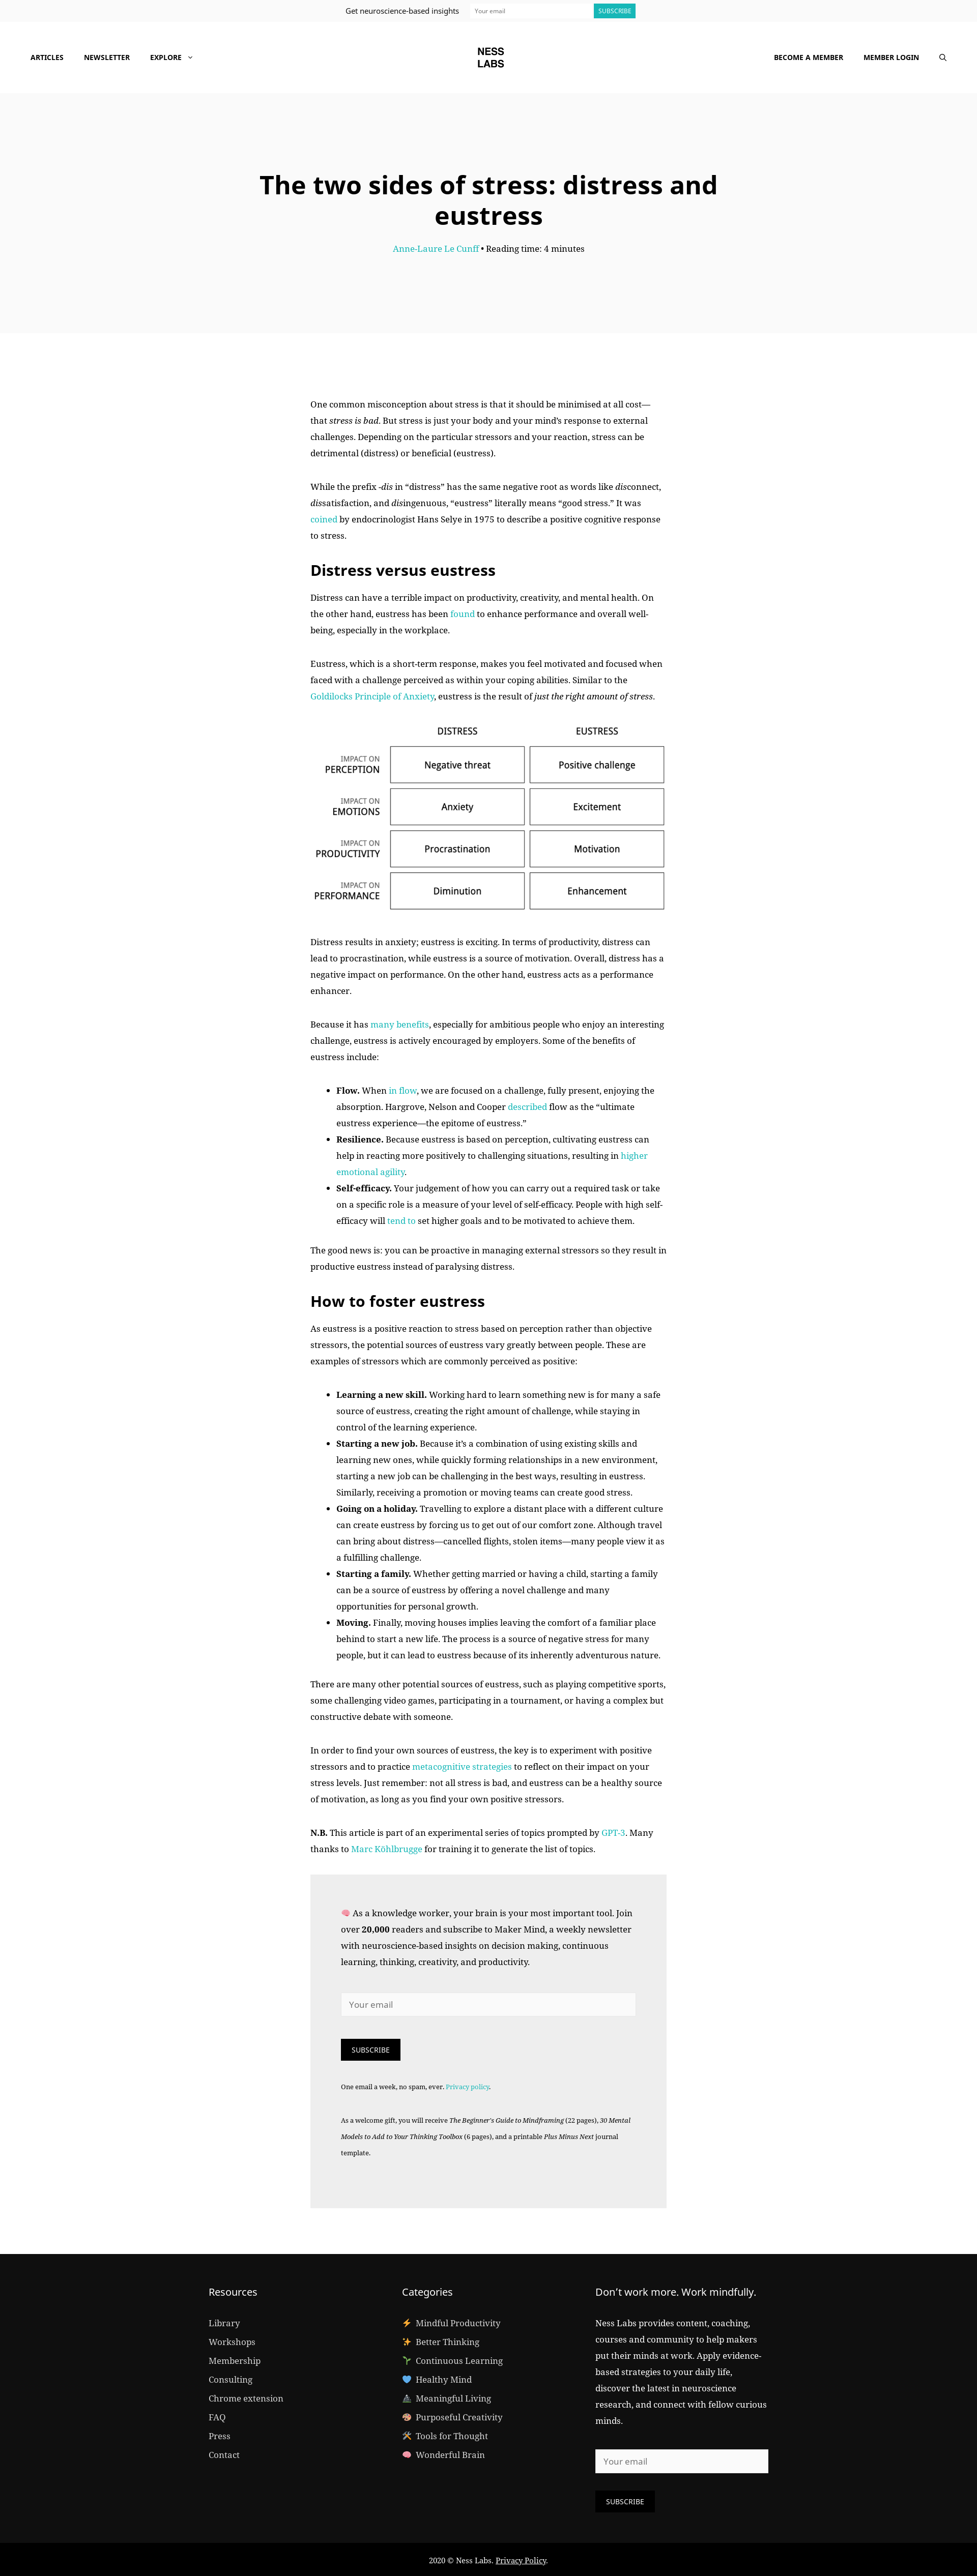 Get neuroscience-based insights
Your email
SUBSCRIBE
ARTICLES
NEWSLETTER
EXPLORE
NESS
LABS
BECOME A MEMBER
MEMBER LOGIN
The two sides of stress: distress and
eustress
Anne-Laure Le Cunff • Reading time: 4 minutes
One common misconception about stress is that it should be minimised at all cost—
that stress is bad. But stress is just your body and your mind’s response to external
challenges. Depending on the particular stressors and your reaction, stress can be
detrimental (distress) or beneficial (eustress).
While the prefix -dis in “distress” has the same negative root as words like disconnect,
dissatisfaction, and disingenuous, “eustress” literally means “good stress.” It was
coined by endocrinologist Hans Selye in 1975 to describe a positive cognitive response
to stress.
Distress versus eustress
Distress can have a terrible impact on productivity, creativity, and mental health. On
the other hand, eustress has been found to enhance performance and overall well-
being, especially in the workplace.
Eustress, which is a short-term response, makes you feel motivated and focused when
faced with a challenge perceived as within your coping abilities. Similar to the
Goldilocks Principle of Anxiety, eustress is the result of just the right amount of stress.
DISTRESS
EUSTRESS
IMPACT ON
PERCEPTION
Negative threat
Positive challenge
IMPACT ON
EMOTIONS
Anxiety
Excitement
IMPACT ON
PRODUCTIVITY
Procrastination
Motivation
IMPACT ON
PERFORMANCE
Diminution
Enhancement
Distress results in anxiety; eustress is exciting. In terms of productivity, distress can
lead to procrastination, while eustress is a source of motivation. Overall, distress has a
negative impact on performance. On the other hand, eustress acts as a performance
enhancer.
Because it has many benefits, especially for ambitious people who enjoy an interesting
challenge, eustress is actively encouraged by employers. Some of the benefits of
eustress include:
• Flow. When in flow, we are focused on a challenge, fully present, enjoying the
absorption. Hargrove, Nelson and Cooper described flow as the “ultimate
eustress experience—the epitome of eustress.”
• Resilience. Because eustress is based on perception, cultivating eustress can
help in reacting more positively to challenging situations, resulting in higher
emotional agility.
• Self-efficacy. Your judgement of how you can carry out a required task or take
on a specific role is a measure of your level of self-efficacy. People with high self-
efficacy will tend to set higher goals and to be motivated to achieve them.
The good news is: you can be proactive in managing external stressors so they result in
productive eustress instead of paralysing distress.
How to foster eustress
As eustress is a positive reaction to stress based on perception rather than objective
stressors, the potential sources of eustress vary greatly between people. These are
examples of stressors which are commonly perceived as positive:
• Learning a new skill. Working hard to learn something new is for many a safe
source of eustress, creating the right amount of challenge, while staying in
control of the learning experience.
• Starting a new job. Because it’s a combination of using existing skills and
learning new ones, while quickly forming relationships in a new environment,
starting a new job can be challenging in the best ways, resulting in eustress.
Similarly, receiving a promotion or moving teams can create good stress.
• Going on a holiday. Travelling to explore a distant place with a different culture
can create eustress by forcing us to get out of our comfort zone. Although travel
can bring about distress—cancelled flights, stolen items—many people view it as
a fulfilling challenge.
• Starting a family. Whether getting married or having a child, starting a family
can be a source of eustress by offering a novel challenge and many
opportunities for personal growth.
• Moving. Finally, moving houses implies leaving the comfort of a familiar place
behind to start a new life. The process is a source of negative stress for many
people, but it can lead to eustress because of its inherently adventurous nature.
There are many other potential sources of eustress, such as playing competitive sports,
some challenging video games, participating in a tournament, or having a complex but
constructive debate with someone.
In order to find your own sources of eustress, the key is to experiment with positive
stressors and to practice metacognitive strategies to reflect on their impact on your
stress levels. Just remember: not all stress is bad, and eustress can be a healthy source
of motivation, as long as you find your own positive stressors.
N.B. This article is part of an experimental series of topics prompted by GPT-3. Many
thanks to Marc Köhlbrugge for training it to generate the list of topics.
🧠 As a knowledge worker, your brain is your most important tool. Join
over 20,000 readers and subscribe to Maker Mind, a weekly newsletter
with neuroscience-based insights on decision making, continuous
learning, thinking, creativity, and productivity.
Your email
SUBSCRIBE
One email a week, no spam, ever. Privacy policy.
As a welcome gift, you will receive The Beginner's Guide to Mindframing (22 pages), 30 Mental
Models to Add to Your Thinking Toolbox (6 pages), and a printable Plus Minus Next journal
template.
Resources
Library
Workshops
Membership
Consulting
Chrome extension
FAQ
Press
Contact
Categories
Mindful Productivity
Better Thinking
Continuous Learning
Healthy Mind
Meaningful Living
Purposeful Creativity
Tools for Thought
Wonderful Brain
Don’t work more. Work mindfully.
Ness Labs provides content, coaching,
courses and community to help makers
put their minds at work. Apply evidence-
based strategies to your daily life,
discover the latest in neuroscience
research, and connect with fellow curious
minds.
Your email
SUBSCRIBE
2020 © Ness Labs. Privacy Policy.